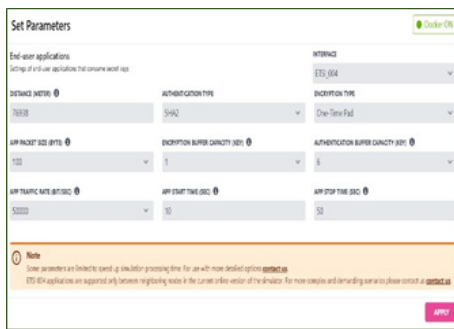 Set Parameters
Docker ON
End-user applications
Settings of end-user applications that consume secret keys
INTERFACE
ETSI_004
DISTANCE (METER)
AUTHENTICATION TYPE
ENCRYPTION TYPE
76938
SHA2
One-Time Pad
APP PACKET SIZE (BYTE)
ENCRYPTION BUFFER CAPACITY (KEY)
AUTHENTICATION BUFFER CAPACITY (KEY)
100
1
6
APP TRAFFIC RATE (BIT/SEC)
APP START TIME (SEC)
APP STOP TIME (SEC)
50000
10
50
Note
Some parameters are limited to speed up simulation processing time. For use with more detailed options contact us.
ETSI 004 applications are supported only between neighboring nodes in the current online version of the simulator. For more complex and demanding scenarios please contact us contact us.
APPLY